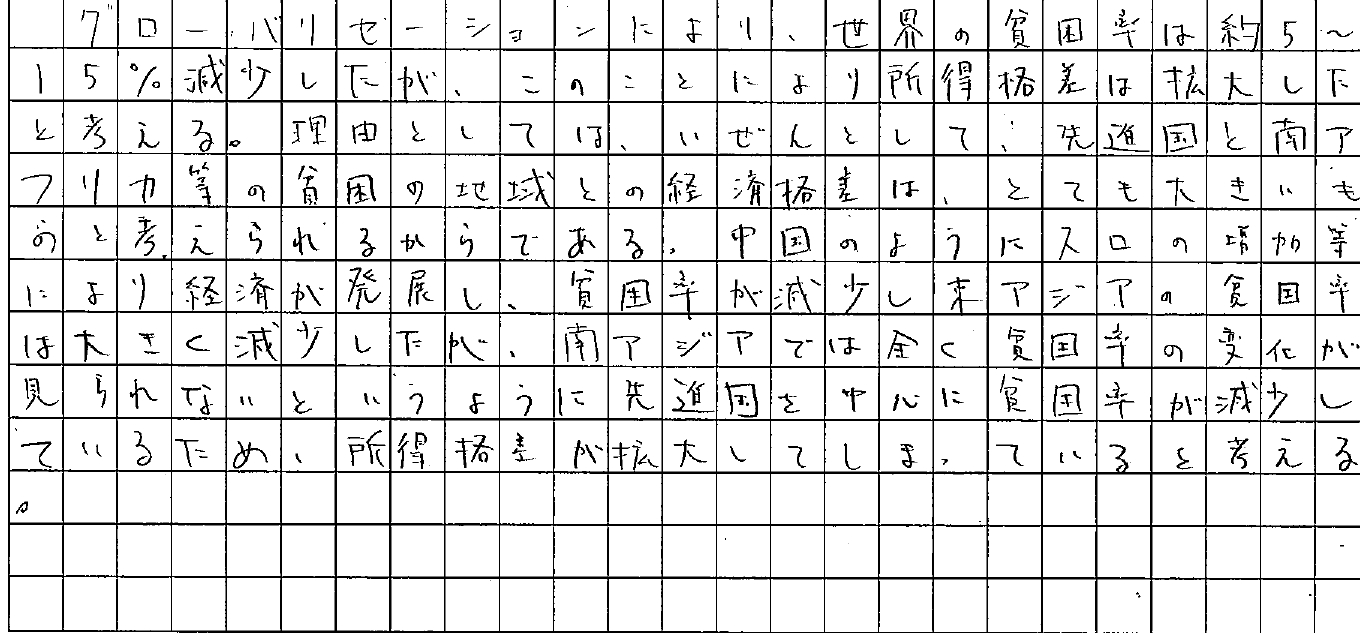 グローバリゼーションにより、世界の貧困率は約5～
15%減少したが、このことにより所得格差は拡大した
と考える。理由としては、いぜんとして、先進国と南ア
フリカ等の貧困の地域との経済格差は、とても大きいも
のと考えられるからである。中国のように人口の増加等
により経済が発展し、貧困率が減少し東アジアの貧困率
は大きく減少したが、南アジアでは全く貧困率の変化が
見られないというように先進国を中心に貧困率が減少し
ているため、所得格差が拡大してしまっていると考える
。